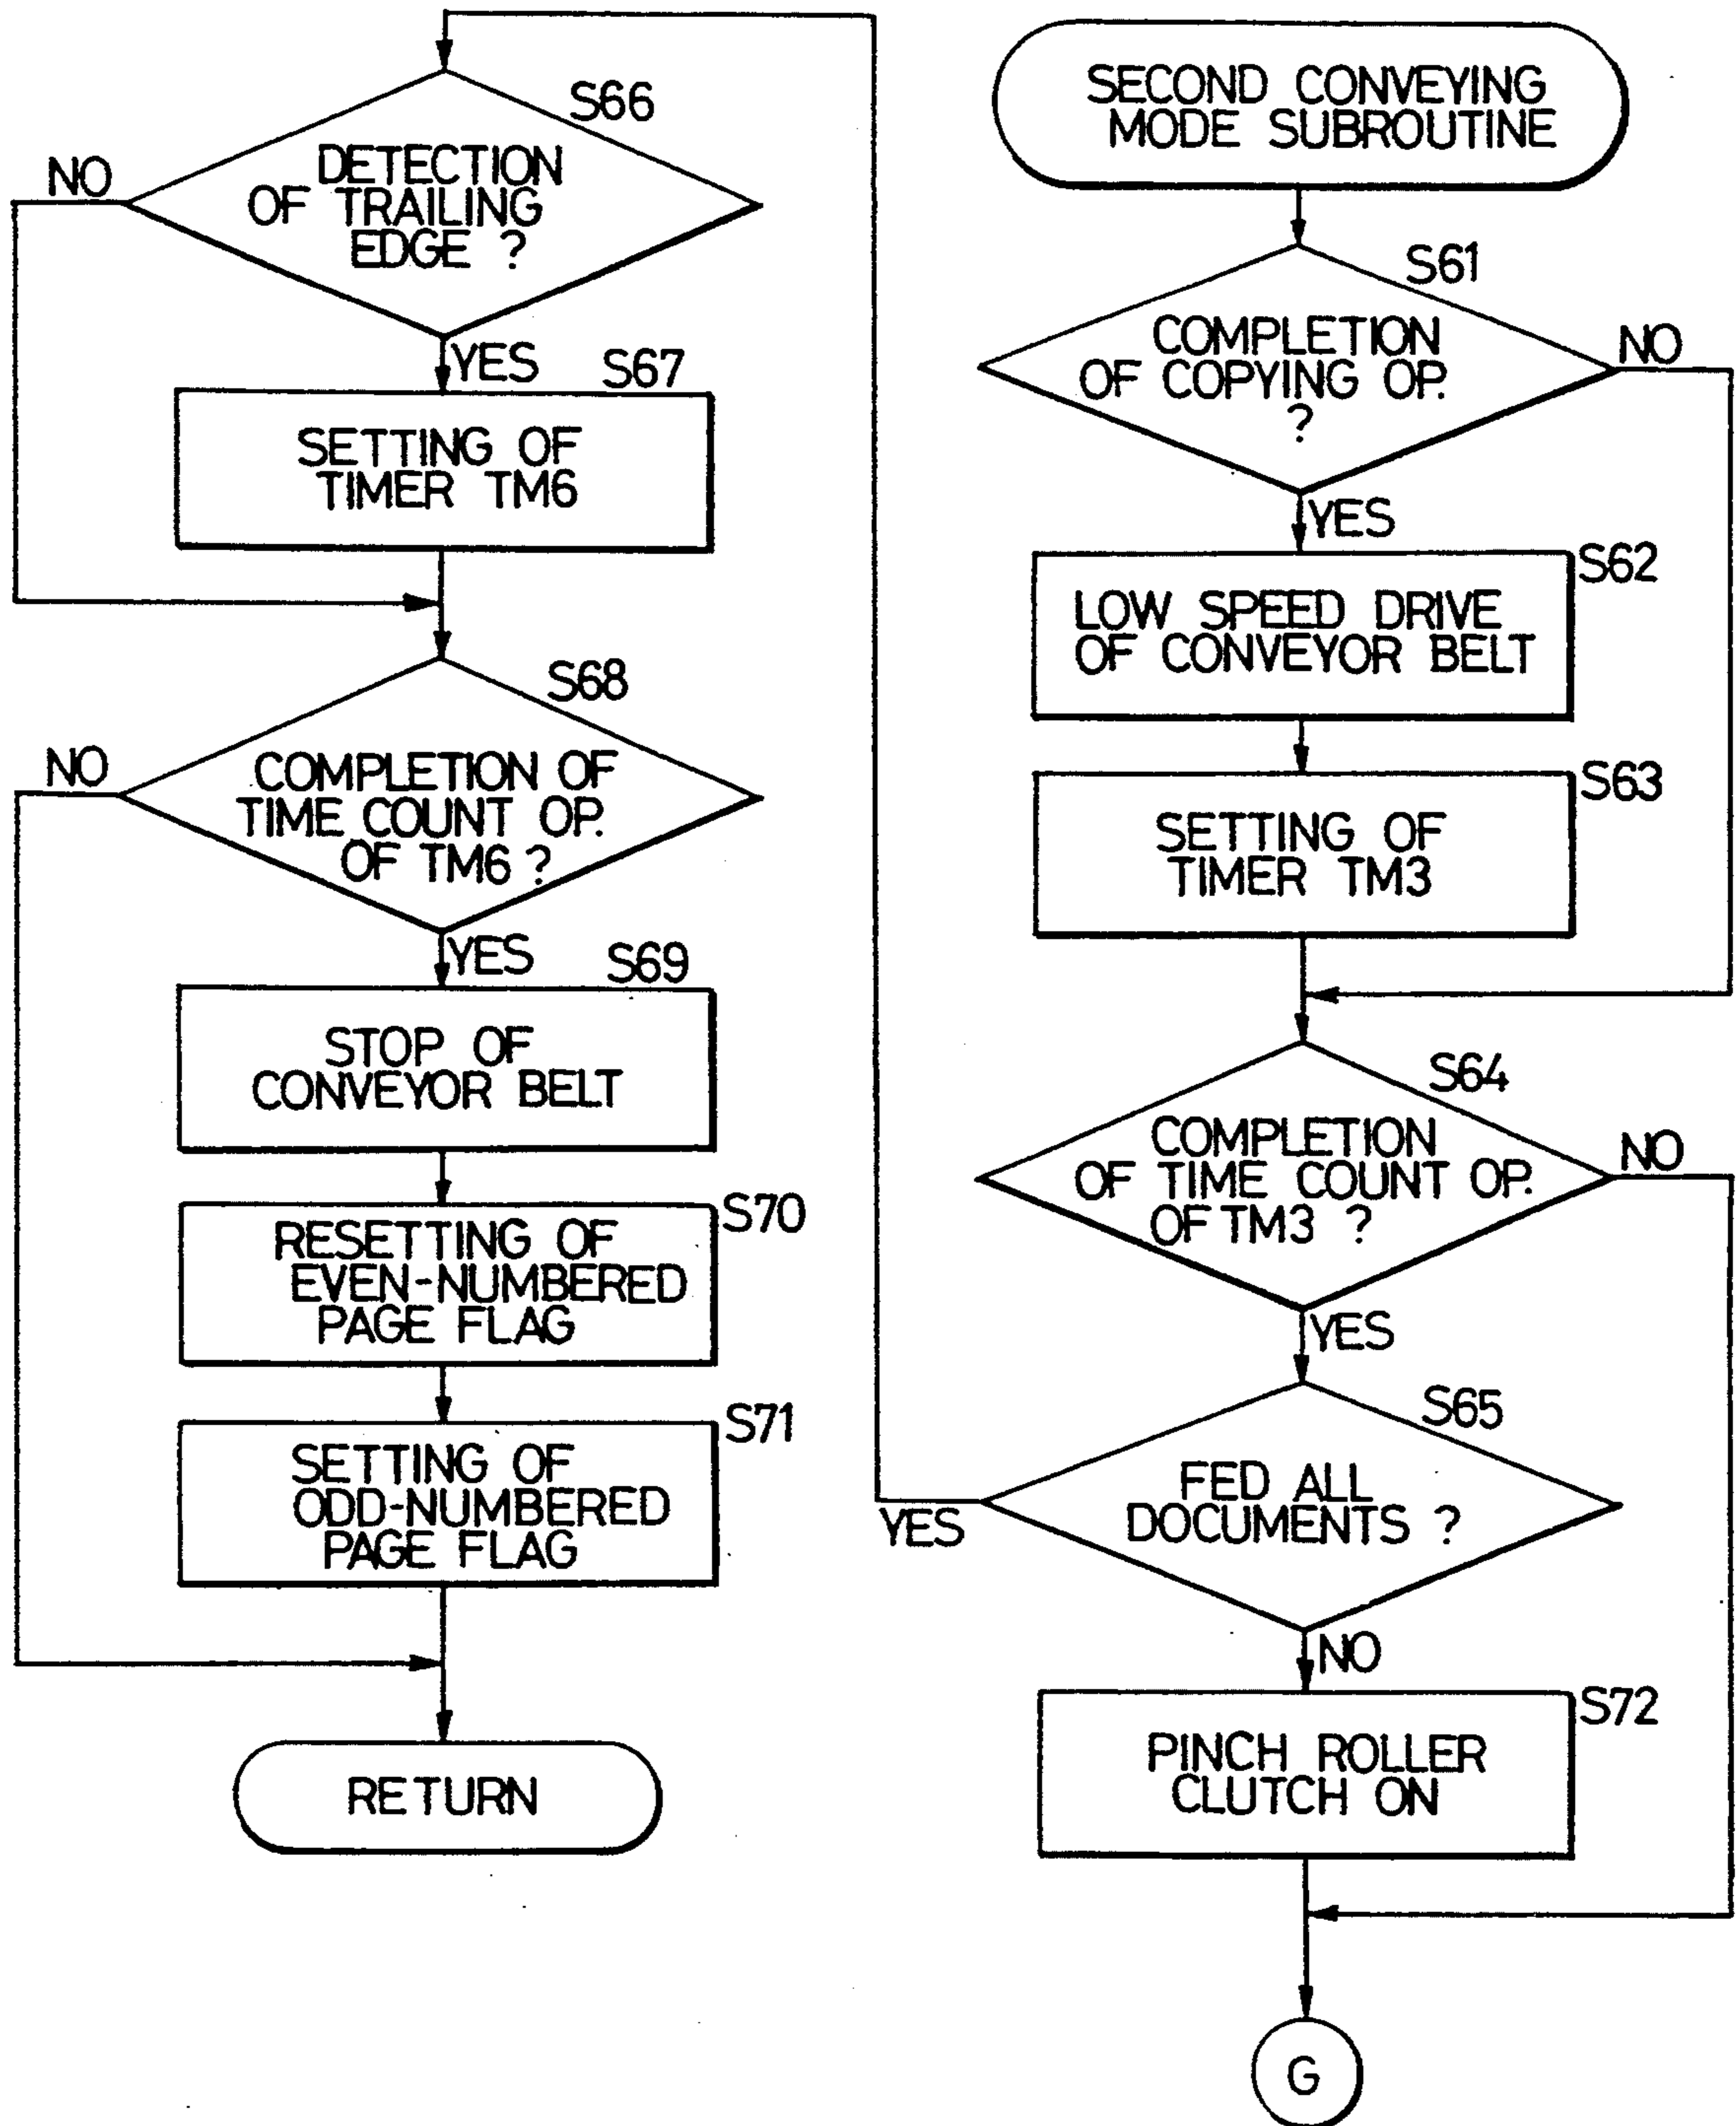 SECOND CONVEYING
MODE SUBROUTINE
S61
COMPLETION
OF COPYING OP.
?
NO
YES
S62
LOW SPEED DRIVE
OF CONVEYOR BELT
S63
SETTING OF
TIMER TM3
S64
COMPLETION
OF TIME COUNT OP.
OF TM3 ?
NO
YES
S65
FED ALL
DOCUMENTS ?
YES
NO
S72
PINCH ROLLER
CLUTCH ON
G
S66
DETECTION
OF TRAILING
EDGE ?
NO
YES
S67
SETTING OF
TIMER TM6
S68
COMPLETION OF
TIME COUNT OP.
OF TM6 ?
NO
YES
S69
STOP OF
CONVEYOR BELT
S70
RESETTING OF
EVEN-NUMBERED
PAGE FLAG
S71
SETTING OF
ODD-NUMBERED
PAGE FLAG
RETURN